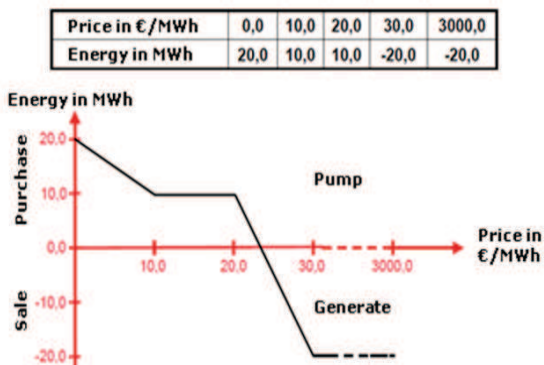 Price in €/MWh 0,0 10,0 20,0 30,0 3000,0
Energy in MWh 20,0 10,0 10,0 -20,0 -20,0
Energy in MWh
Purchase
Sale
20,0
10,0
0,0
-10,0
-20,0
Pump
Generate
10,0 20,0 30,0 3000,0
Price in
€/MWh